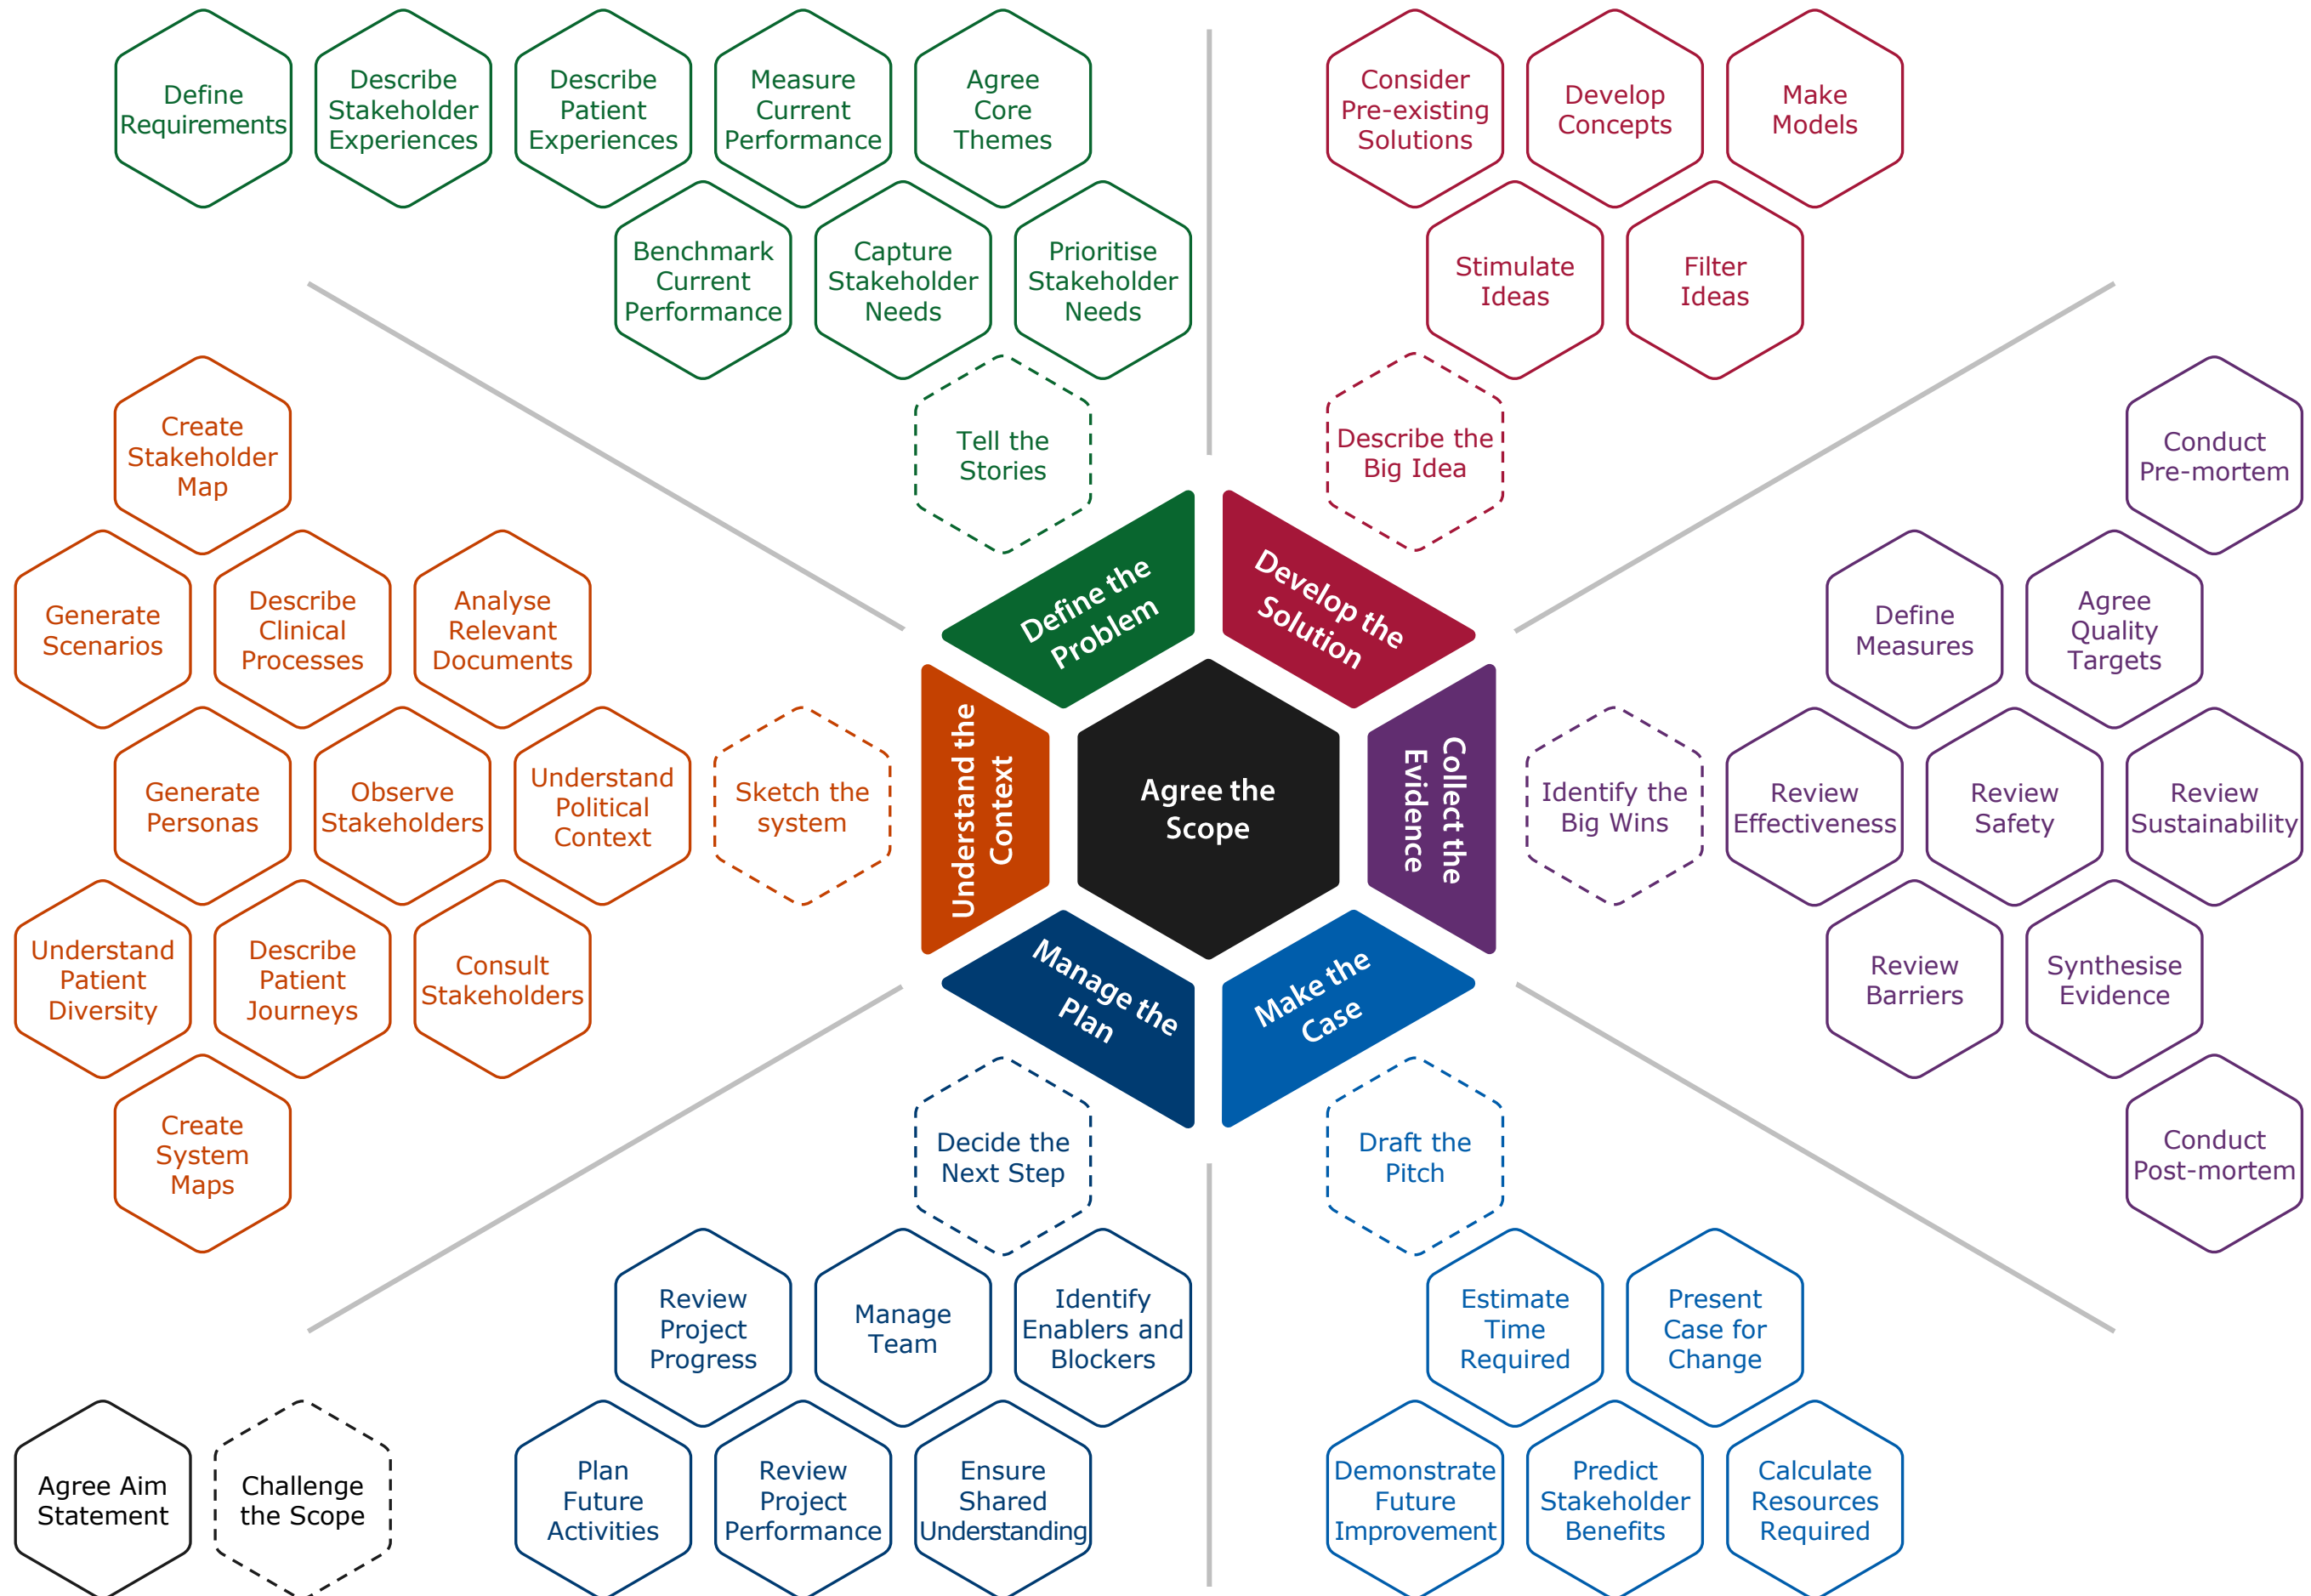 Define
Requirements
Describe
Stakeholder
Experiences
Describe
Patient
Experiences
Measure
Current
Performance
Agree
Core
Themes
Benchmark
Current
Performance
Capture
Stakeholder
Needs
Prioritise
Stakeholder
Needs
Tell the
Stories
Consider
Pre-existing
Solutions
Develop
Concepts
Make
Models
Stimulate
Ideas
Filter
Ideas
Describe the
Big Idea
Create
Stakeholder
Map
Generate
Scenarios
Describe
Clinical
Processes
Analyse
Relevant
Documents
Generate
Personas
Observe
Stakeholders
Understand
Political
Context
Sketch the
system
Understand
Patient
Diversity
Describe
Patient
Journeys
Consult
Stakeholders
Create
System
Maps
Define the
Problem
Develop the
Solution
Understand the
Context
Agree the
Scope
Collect the
Evidence
Manage the
Plan
Make the
Case
Conduct
Pre-mortem
Define
Measures
Agree
Quality
Targets
Identify the
Big Wins
Review
Effectiveness
Review
Safety
Review
Sustainability
Review
Barriers
Synthesise
Evidence
Conduct
Post-mortem
Decide the
Next Step
Review
Project
Progress
Manage
Team
Identify
Enablers and
Blockers
Plan
Future
Activities
Review
Project
Performance
Ensure
Shared
Understanding
Draft the
Pitch
Estimate
Time
Required
Present
Case for
Change
Demonstrate
Future
Improvement
Predict
Stakeholder
Benefits
Calculate
Resources
Required
Agree Aim
Statement
Challenge
the Scope